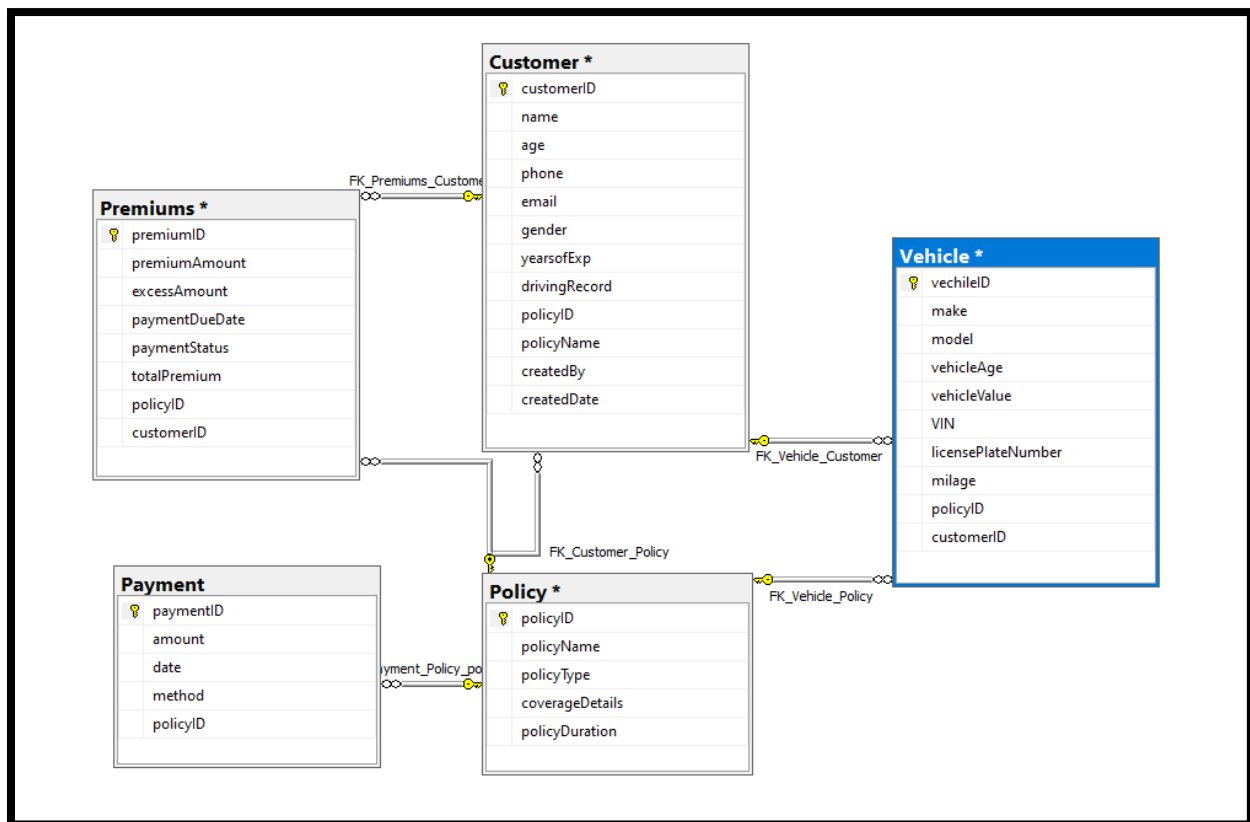 Customer *
customerID
name
age
phone
email
gender
yearsofExp
drivingRecord
policyID
policyName
createdBy
createdDate
FK_Premiums_Custome
Premiums *
premiumID
premiumAmount
excessAmount
paymentDueDate
paymentStatus
totalPremium
policyID
customerID
Vehicle *
vechileID
make
model
vehicleAge
vehicleValue
VIN
licensePlateNumber
milage
policyID
customerID
FK_Vehicle_Customer
FK_Customer_Policy
FK_Vehicle_Policy
Payment
paymentID
amount
date
method
policyID
ayment_Policy_po
Policy *
policyID
policyName
policyType
coverageDetails
policyDuration